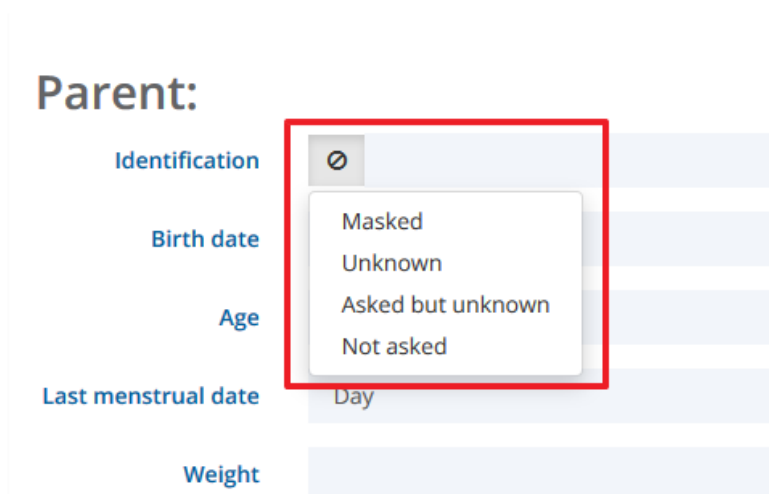 Parent:
Identification
Masked
Birth date
Unknown
Asked but unknown
Age
Not asked
Last menstrual date Day
Weight